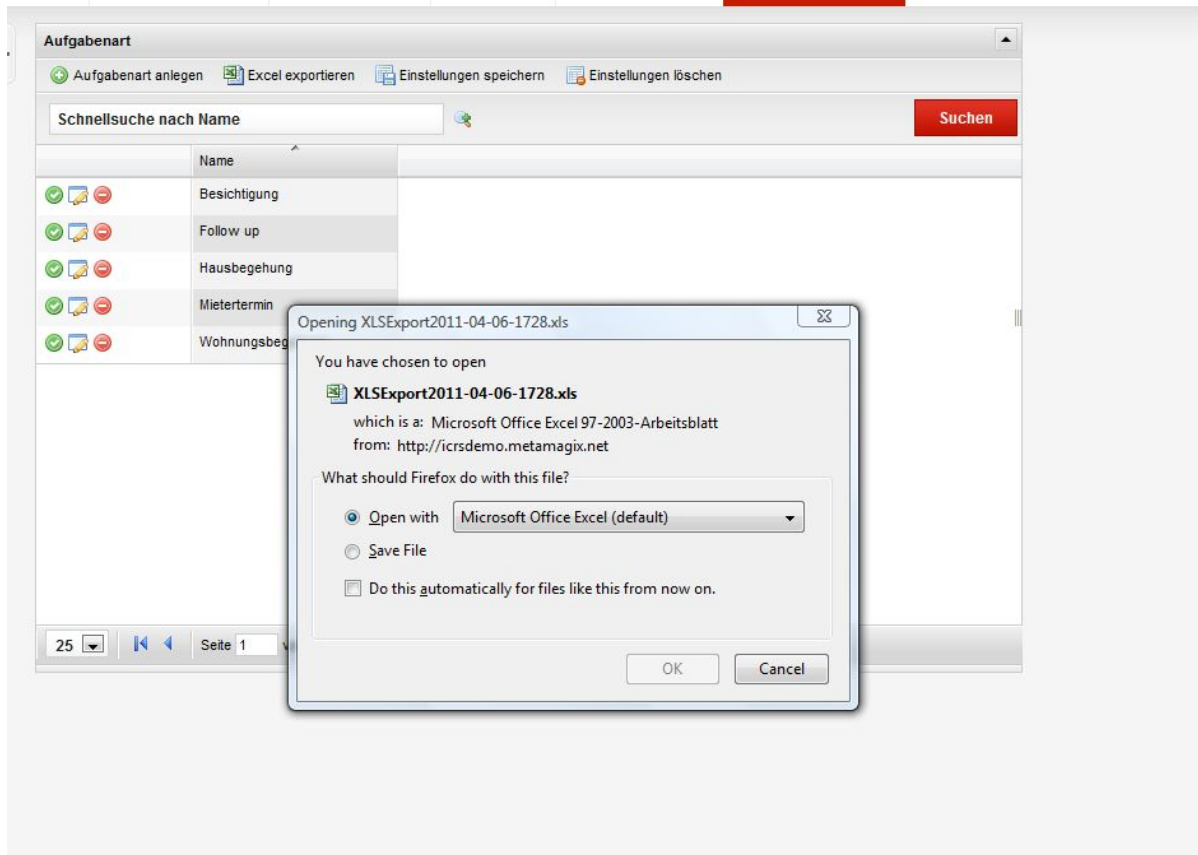 Aufgabenart
Aufgabenart anlegen Excel exportieren Einstellungen speichern Einstellungen löschen
Schnellsuche nach Name Suchen
Name
Besichtigung
Follow up
Hausbegehung
Mietertermin
Opening XLSExport2011-04-06-1728.xls
You have chosen to open
XLSExport2011-04-06-1728.xls
which is a: Microsoft Office Excel 97-2003-Arbeitsblatt
from: http://icrsdemo.metamagix.net
What should Firefox do with this file?
Open with Microsoft Office Excel (default)
Save File
Do this automatically for files like this from now on.
OK Cancel
25 Seite 1